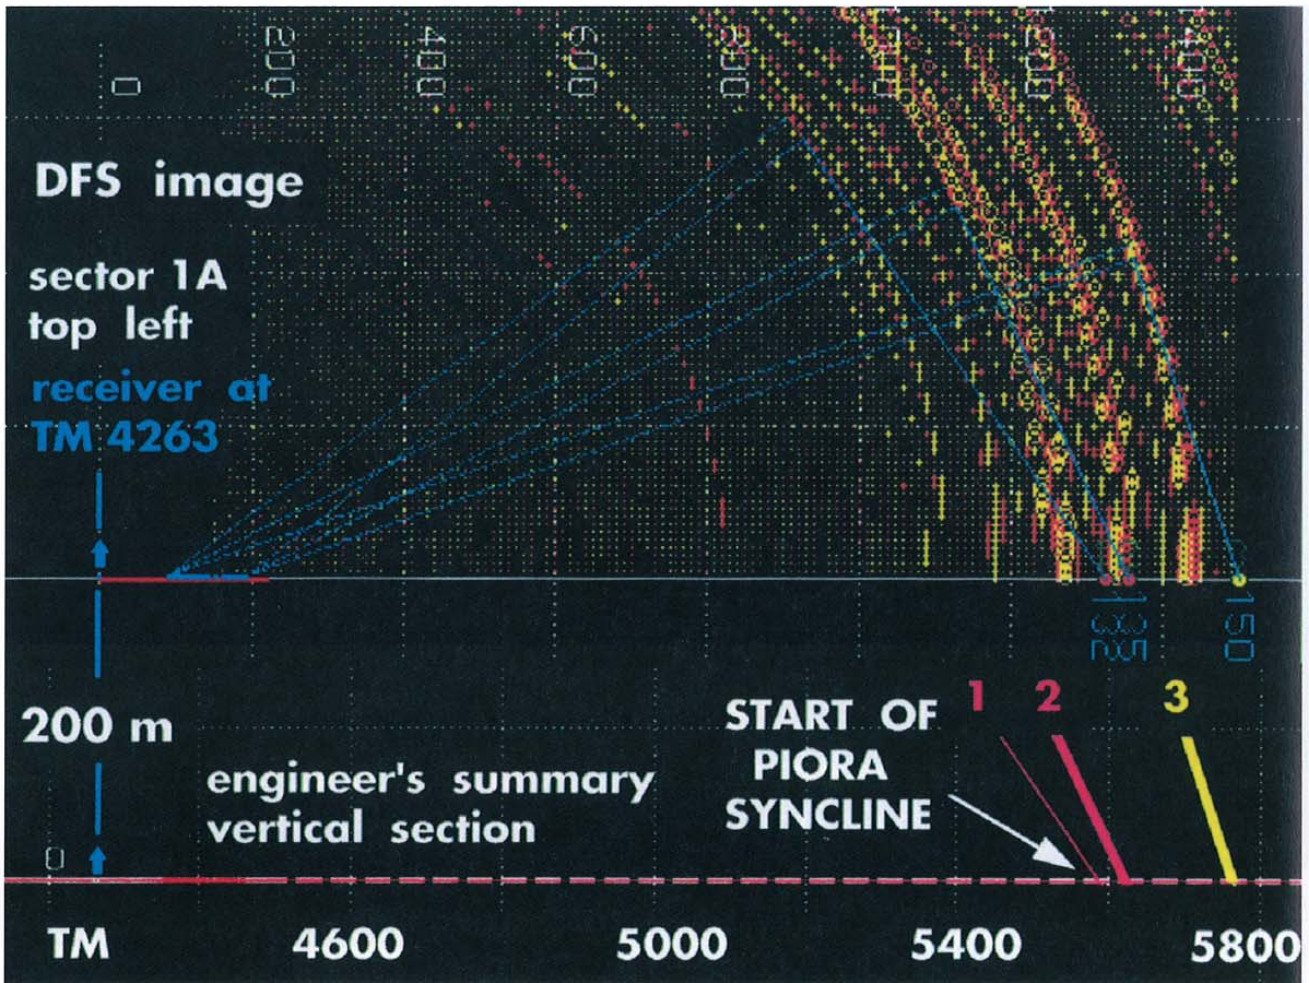 0 200 400 600 800 1400
DFS image
sector 1A
top left
receiver at
TM 4263
132 135 150
200 m
START OF
PIORA
SYNCLINE
1 2 3
engineer's summary
vertical section
0
TM 4600 5000 5400 5800